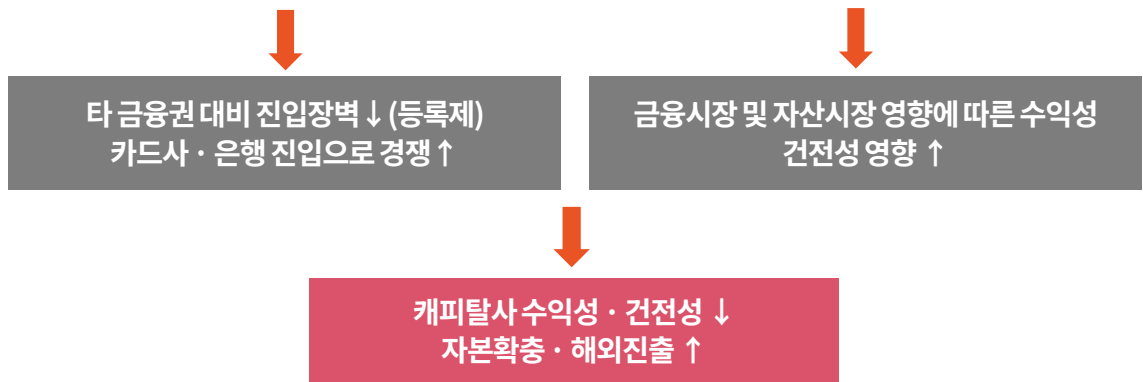 타 금융권 대비 진입장벽 ↓ (등록제)
카드사 · 은행 진입으로 경쟁 ↑
금융시장 및 자산시장 영향에 따른 수익성
건전성 영향 ↑
캐피탈사 수익성 · 건전성 ↓
자본확충 · 해외진출 ↑